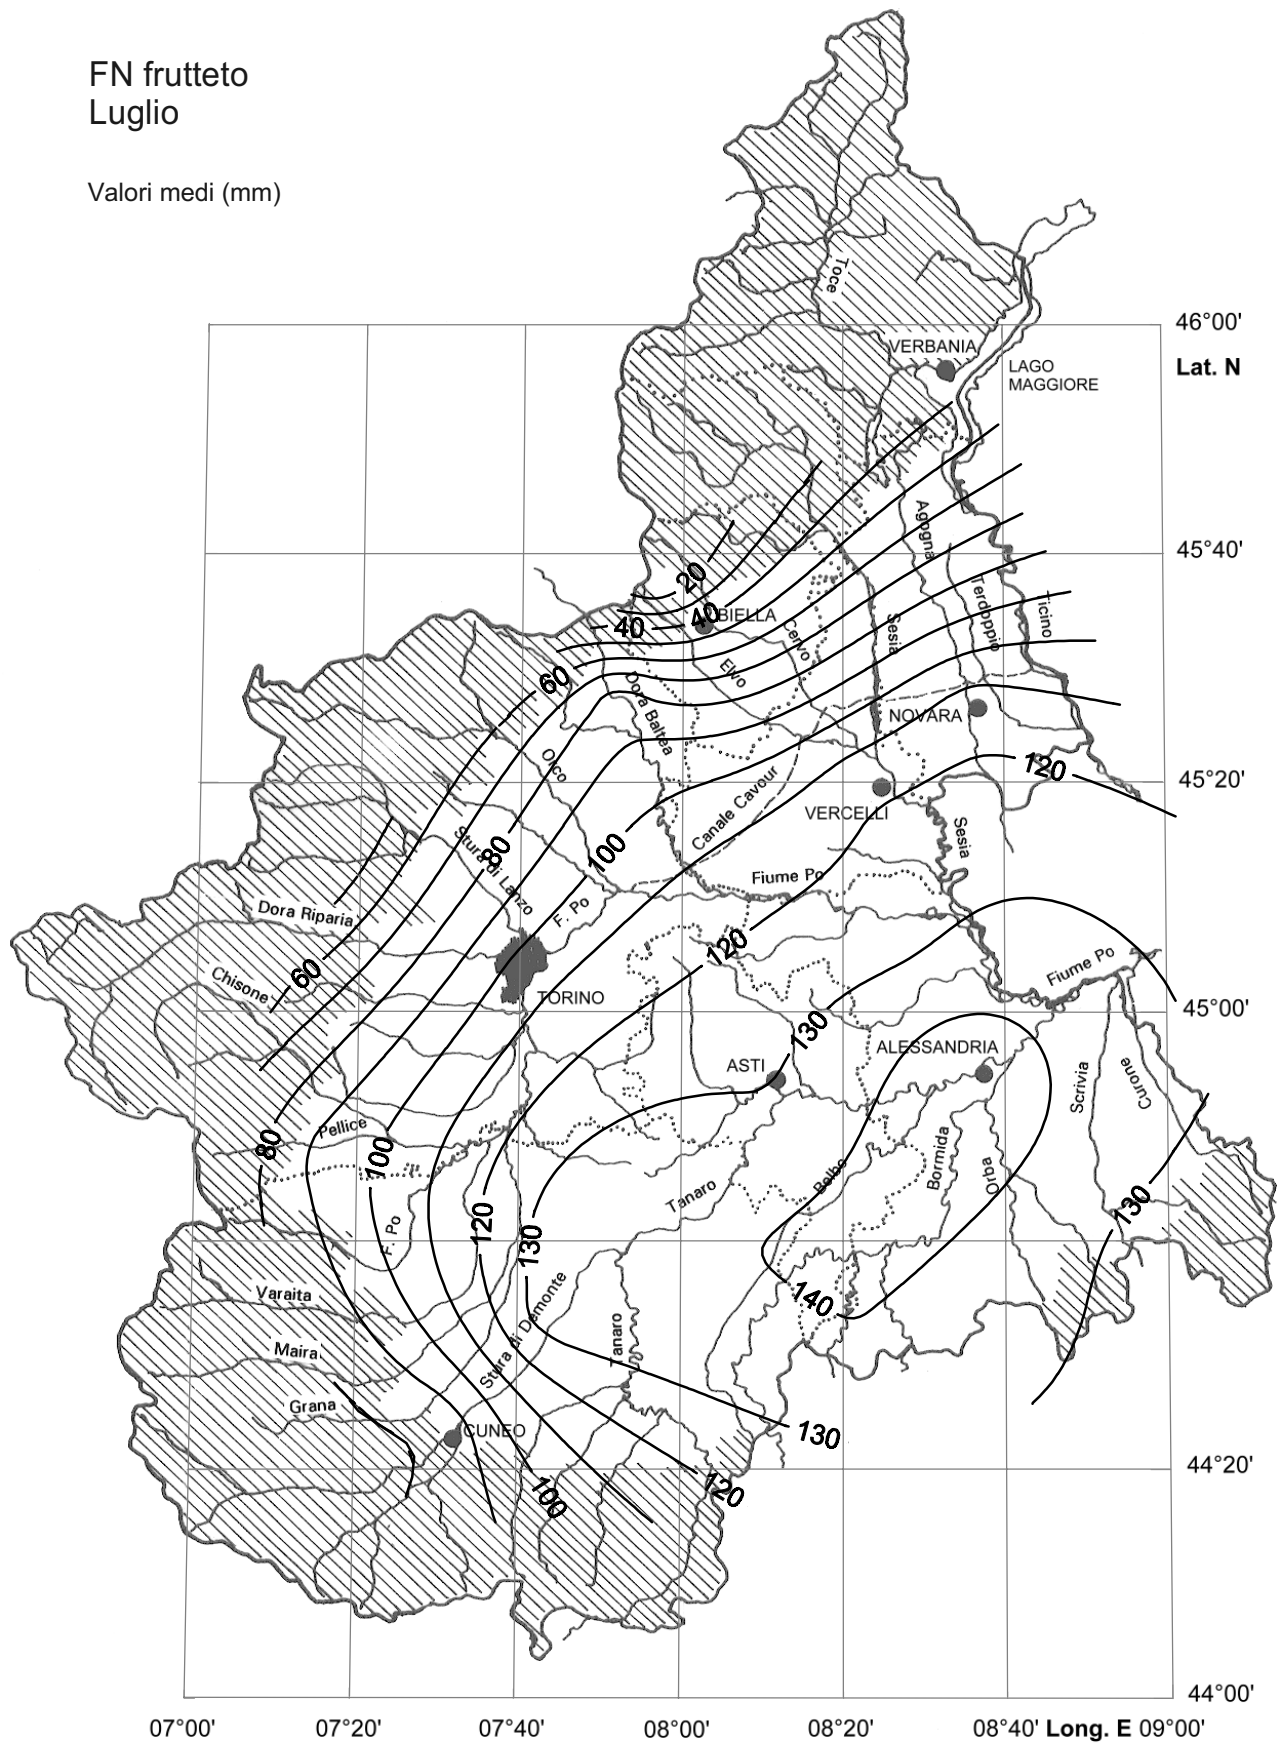 FN frutteto
Luglio
Valori medi (mm)
Toce
46°00'
VERBANIA
Lat. N
LAGO
MAGGIORE
Agogna
45°40'
20
Terdoppio
Ticino
40
40
BIELLA
Cervo
Sesia
Elvo
60
Dora Baltea
NOVARA
Orco
120
45°20'
Canale Cavour
VERCELLI
Stura di Lanzo
80
100
Sesia
Fiume Po
Dora Riparia
F. Po
120
Fiume Po
Chisone
60
TORINO
45°00'
130
ALESSANDRIA
ASTI
Scrivia
Curone
Pellice
80
100
Bormida
Belbo
Orba
Tanaro
130
F. Po
120
130
Varaita
140
Stura di Demonte
Tanaro
Maira
Grana
CUNEO
130
44°20'
120
100
44°00'
07°00'
07°20'
07°40'
08°00'
08°20'
08°40'
Long. E
09°00'